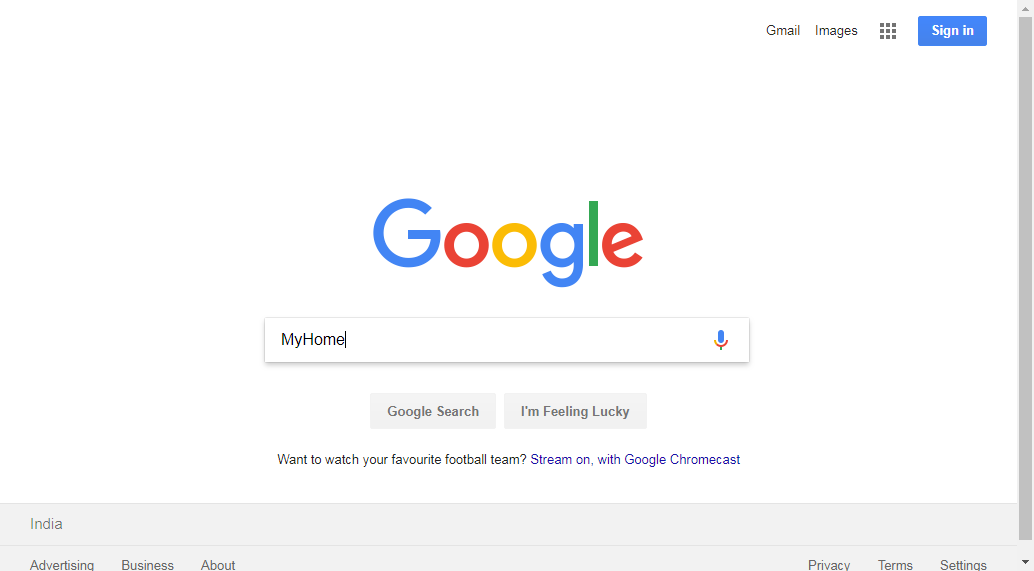 Gmail Images Sign in
Google
MyHome
Google Search I'm Feeling Lucky
Want to watch your favourite football team? Stream on, with Google Chromecast
India
Advertising Business About Privacy Terms Settings